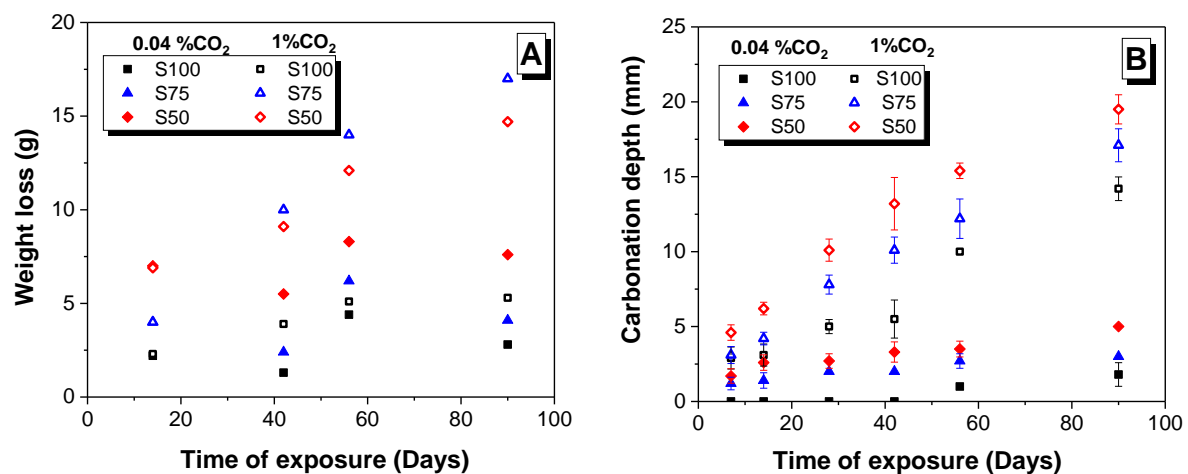 A
0.04 %CO₂ 1%CO₂
S100 S100
S75 S75
S50 S50
Weight loss (g)
20
15
10
5
0
0 20 40 60 80 100
Time of exposure (Days)
B
0.04 %CO₂ 1%CO₂
S100 S100
S75 S75
S50 S50
Carbonation depth (mm)
25
20
15
10
5
0
0 20 40 60 80 100
Time of exposure (Days)